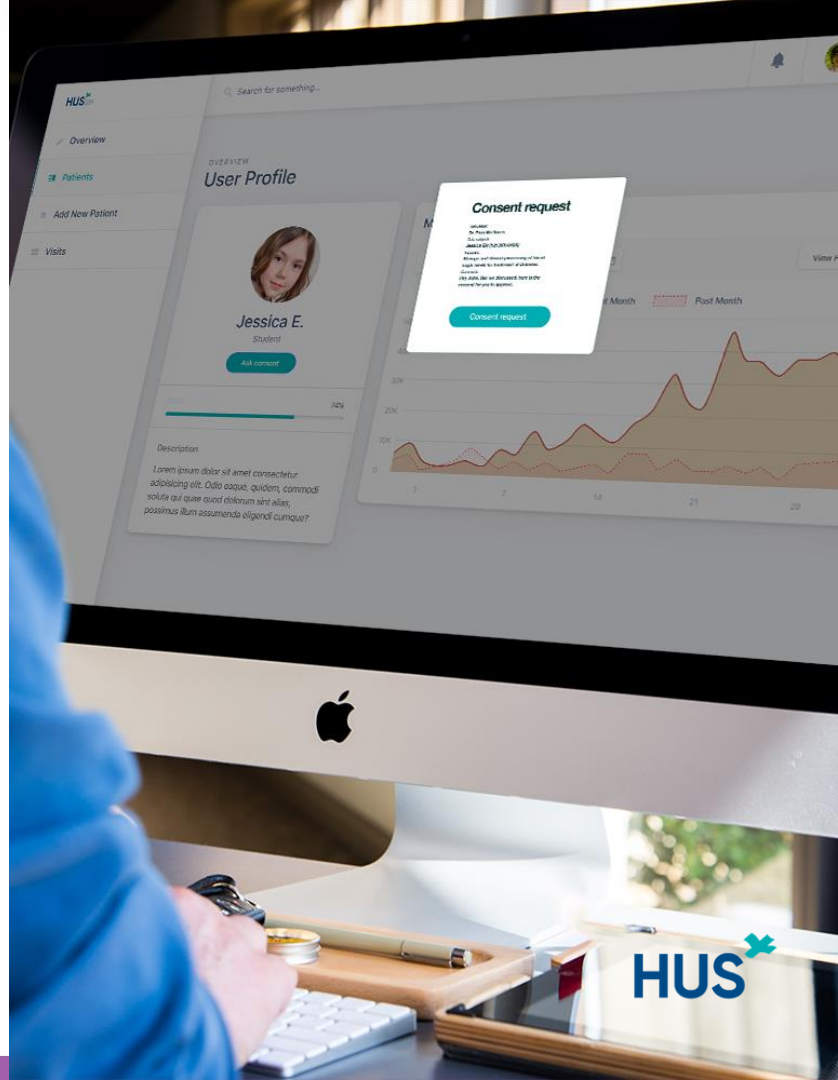 HUS
Search for something...
Overview
Patients
Add New Patient
Visits
OVERVIEW
User Profile
Jessica E.
Student
Ask consent
74%
Description
Lorem ipsum dolor sit amet consectetur
adipisicing elit. Odio eaque, quidem, commodi
soluta qui quae quod dolorum sint alias,
possimus illum assumenda eligendi cumque?
Consent request
Consent request
View
Month
Past Month
30K
20K
10K
0
1
7
14
21
28
HUS